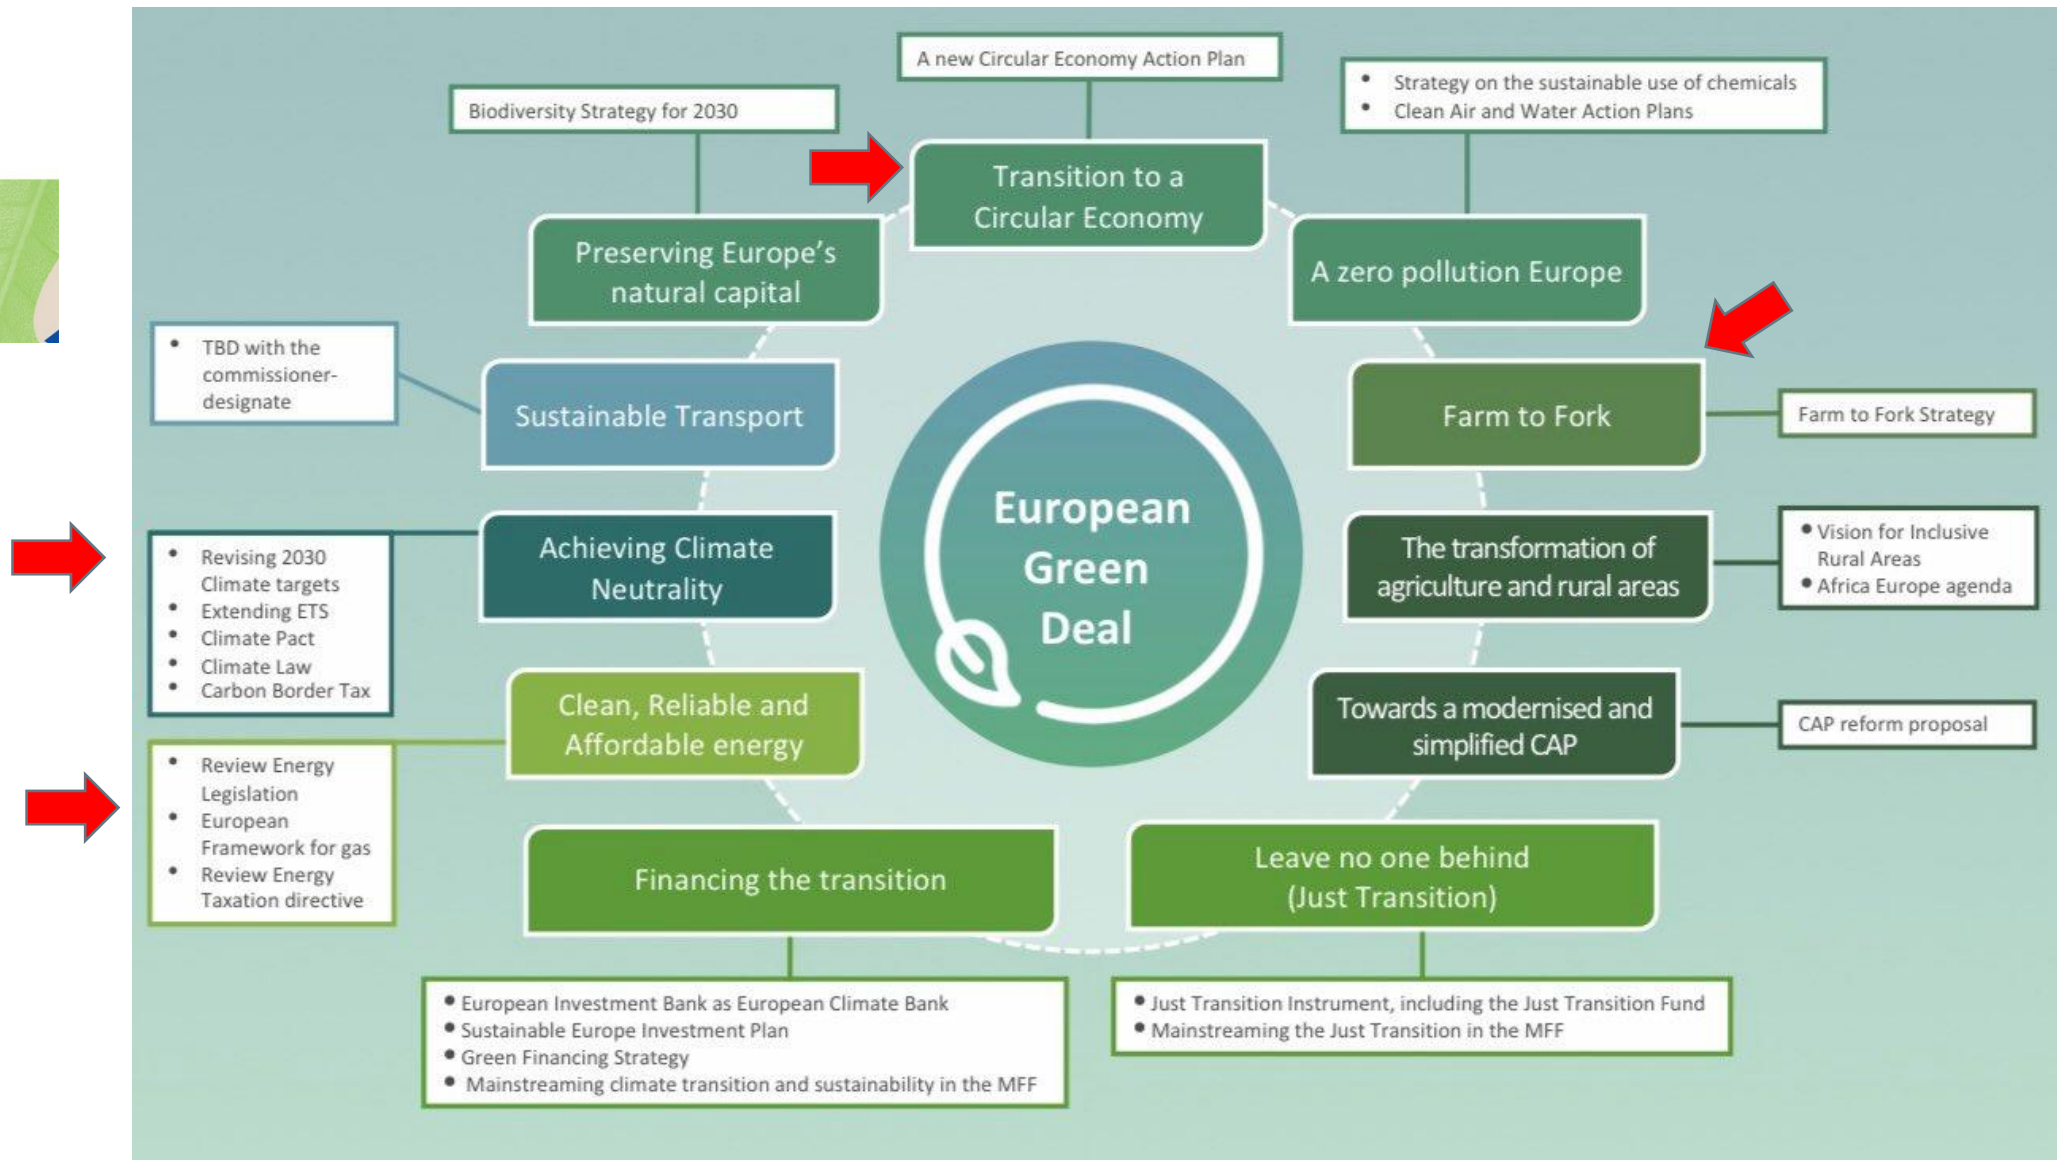 A new Circular Economy Action Plan
Biodiversity Strategy for 2030
• Strategy on the sustainable use of chemicals
• Clean Air and Water Action Plans
Transition to a
Circular Economy
Preserving Europe's
natural capital
A zero pollution Europe
• TBD with the
commissioner-
designate
Sustainable Transport
Farm to Fork
Farm to Fork Strategy
European
Green
Deal
• Revising 2030
Climate targets
• Extending ETS
• Climate Pact
• Climate Law
• Carbon Border Tax
Achieving Climate
Neutrality
The transformation of
agriculture and rural areas
• Vision for Inclusive
Rural Areas
• Africa Europe agenda
Clean, Reliable and
Affordable energy
Towards a modernised and
simplified CAP
CAP reform proposal
• Review Energy
Legislation
• European
Framework for gas
• Review Energy
Taxation directive
Financing the transition
Leave no one behind
(Just Transition)
• European Investment Bank as European Climate Bank
• Sustainable Europe Investment Plan
• Green Financing Strategy
• Mainstreaming climate transition and sustainability in the MFF
• Just Transition Instrument, including the Just Transition Fund
• Mainstreaming the Just Transition in the MFF